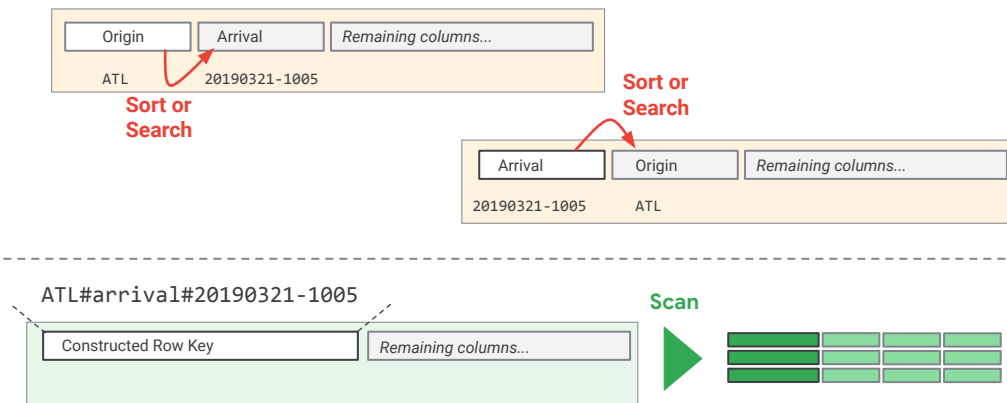 Origin Arrival Remaining columns...
ATL 20190321-1005
Sort or
Search
Sort or
Search
Arrival Origin Remaining columns...
20190321-1005 ATL
ATL#arrival#20190321-1005
Scan
Constructed Row Key Remaining columns...